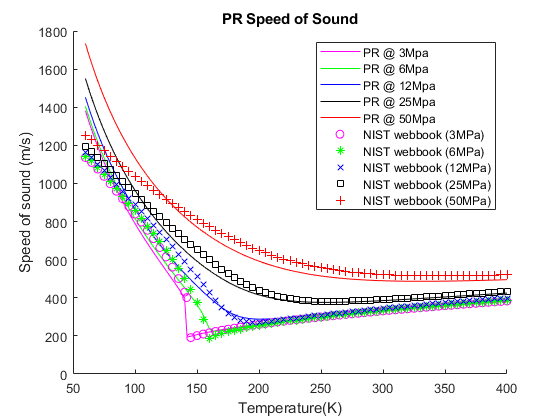 PR Speed of Sound
1800
1600
1400
1200
1000
800
600
400
200
0
Speed of sound (m/s)
PR @ 3Mpa
PR @ 6Mpa
PR @ 12Mpa
PR @ 25Mpa
PR @ 50Mpa
NIST webbook (3MPa)
NIST webbook (6MPa)
NIST webbook (12MPa)
NIST webbook (25MPa)
NIST webbook (50MPa)
50 100 150 200 250 300 350 400
Temperature(K)